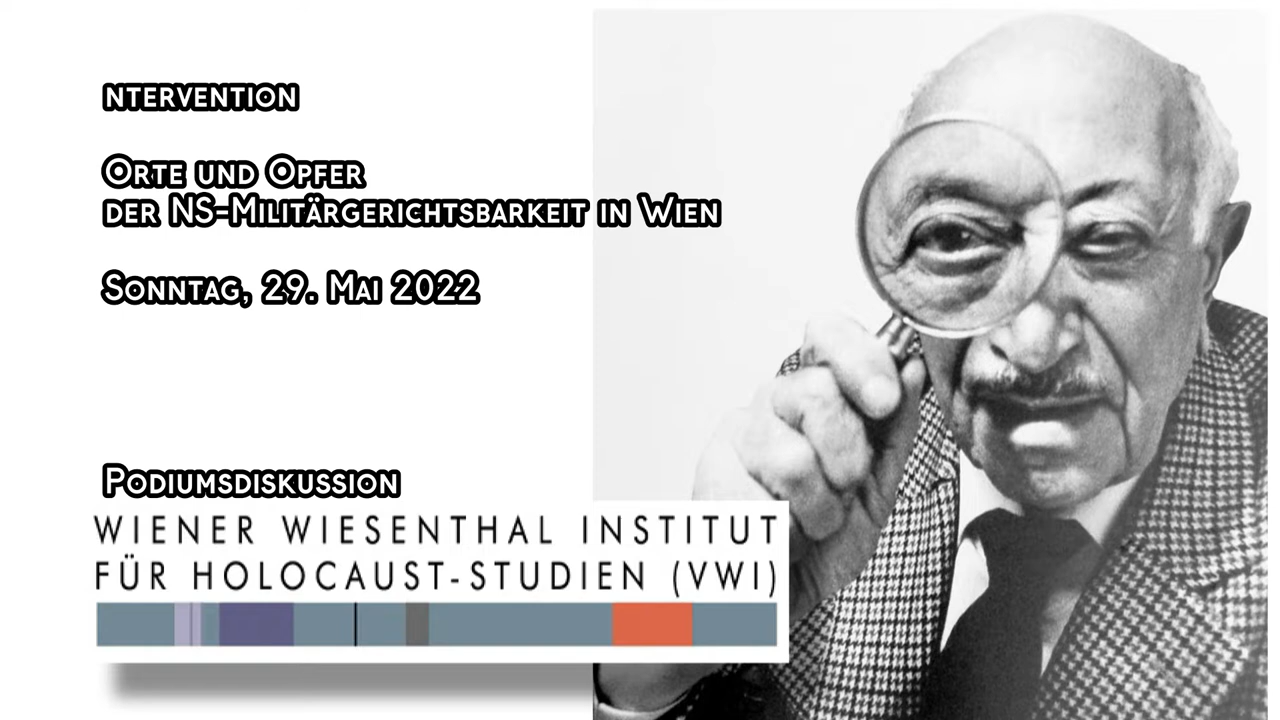 NTERVENTION
ORTE UND OPFER
DER NS-MILITÄRGERICHTSBARKEIT IN WIEN
SONNTAG, 29. MAI 2022
PODIUMSDISKUSSION
WIENER WIESENTHAL INSTITUT
FÜR HOLOCAUST-STUDIEN (VWI)